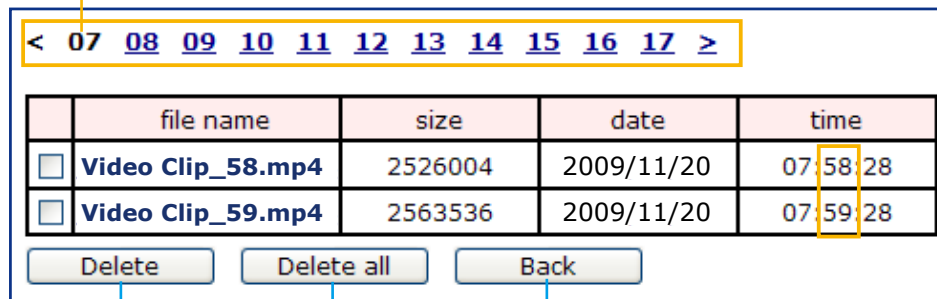 < 07 08 09 10 11 12 13 14 15 16 17 >
file name size date time
Video Clip_58.mp4 2526004 2009/11/20 07:58:28
Video Clip_59.mp4 2563536 2009/11/20 07:59:28
Delete Delete all Back